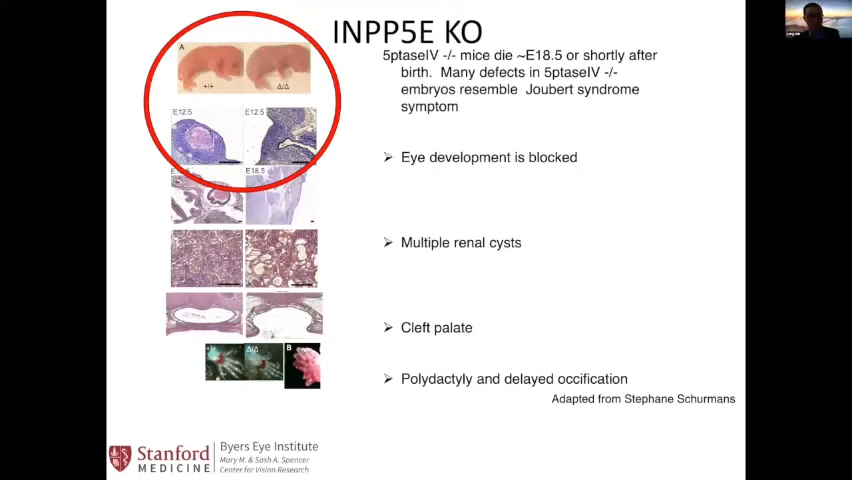 INPP5E KO
5ptaseIV -/- mice die ~E18.5 or shortly after
birth. Many defects in 5ptaseIV -/-
embryos resemble Joubert syndrome
symptom
A
+/+
Δ/Δ
E12.5
E12.5
➢ Eye development is blocked
E18.5
➢ Multiple renal cysts
➢ Cleft palate
+/+
Δ/Δ
B
➢ Polydactyly and delayed occification
Adapted from Stephane Schurmans
Stanford
MEDICINE
Byers Eye Institute
Mary M. & Sash A. Spencer
Center for Vision Research